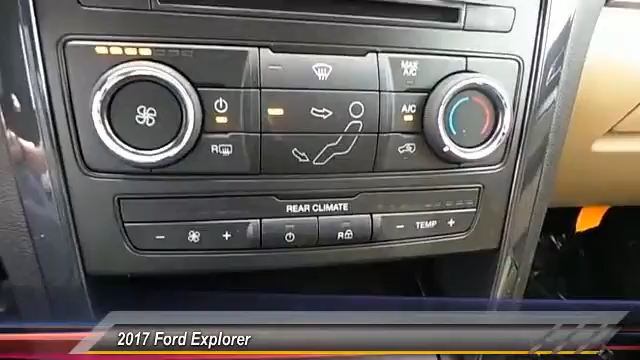 MAX
A/C
A/C
R
REAR CLIMATE
- + R - TEMP +
2017 Ford Explorer